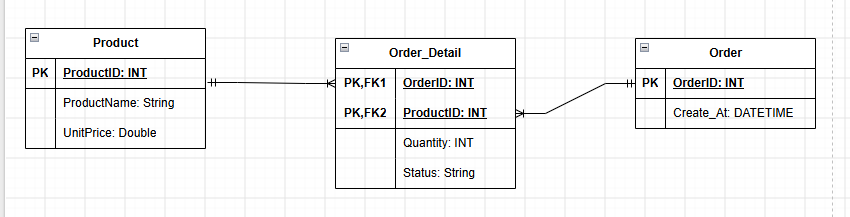 Product
PK ProductID: INT
ProductName: String
UnitPrice: Double
Order_Detail
PK,FK1 OrderID: INT
PK,FK2 ProductID: INT
Quantity: INT
Status: String
Order
PK OrderID: INT
Create_At: DATETIME